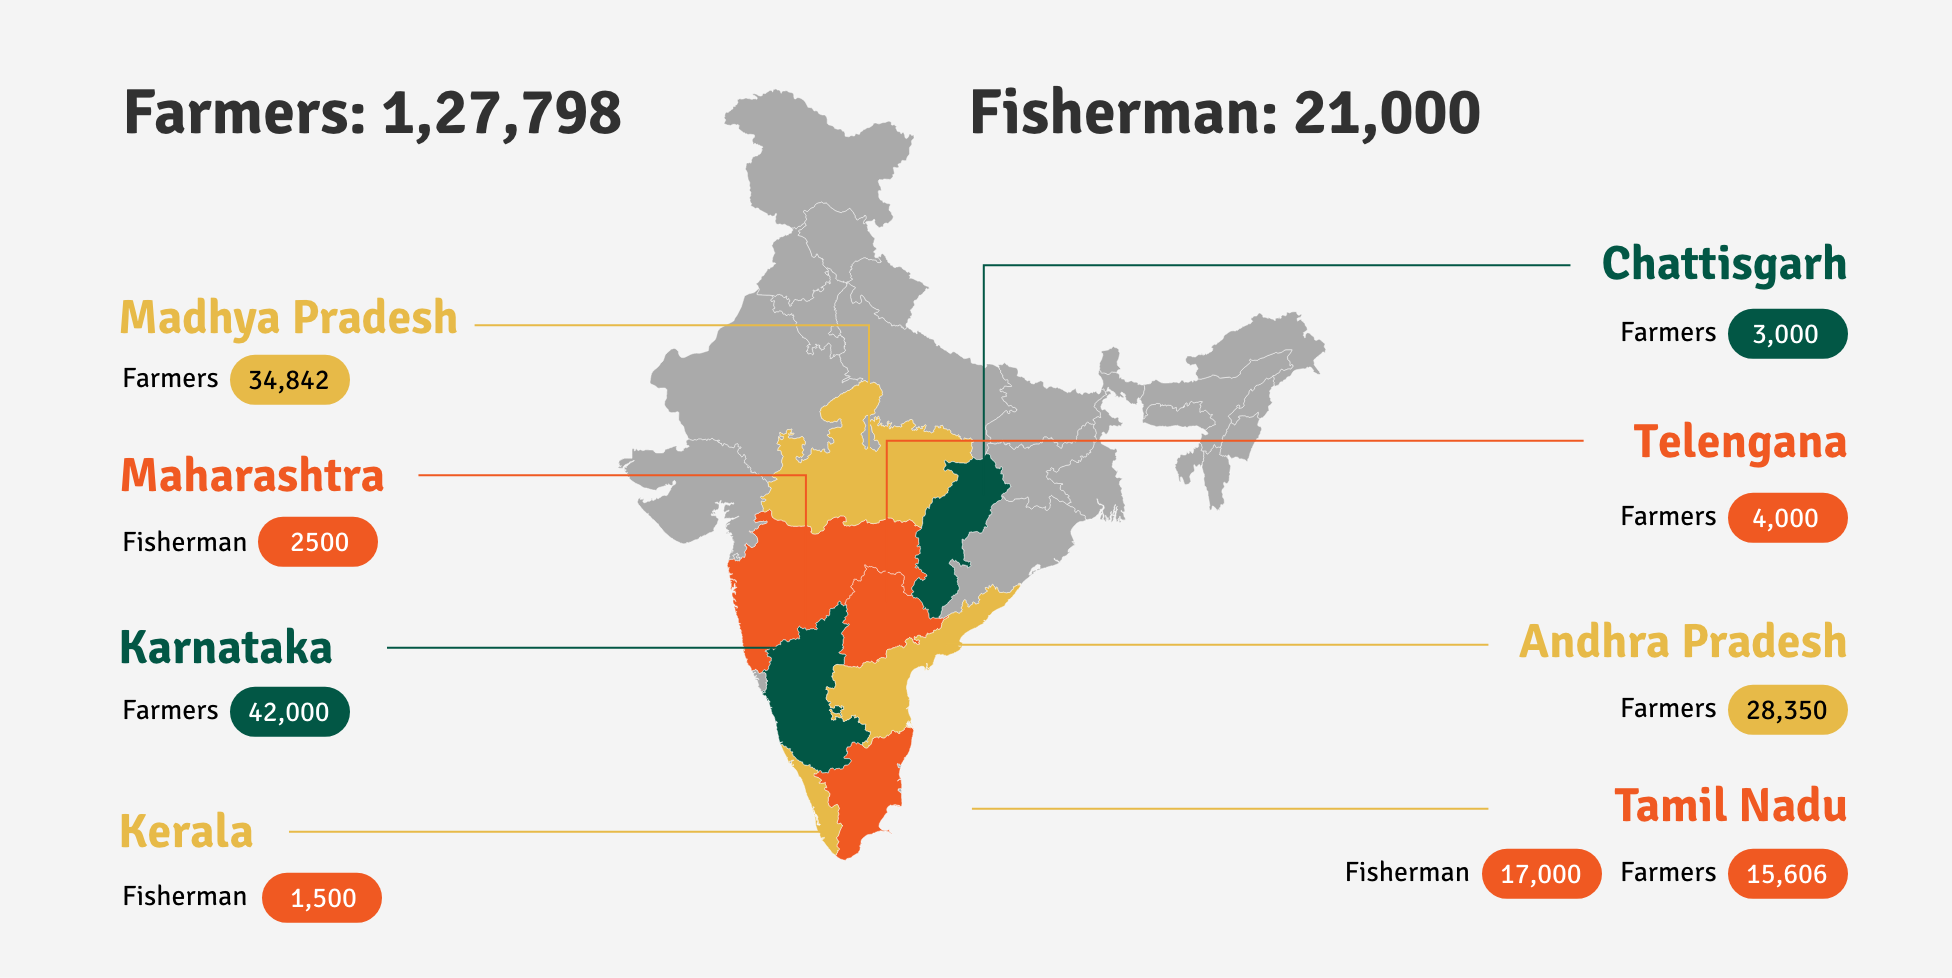 Farmers: 1,27,798
Fisherman: 21,000
Madhya Pradesh
Farmers 34,842
Maharashtra
Fisherman 2500
Karnataka
Farmers 42,000
Kerala
Fisherman 1,500
Chattisgarh
Farmers 3,000
Telengana
Farmers 4,000
Andhra Pradesh
Farmers 28,350
Tamil Nadu
Fisherman 17,000 Farmers 15,606